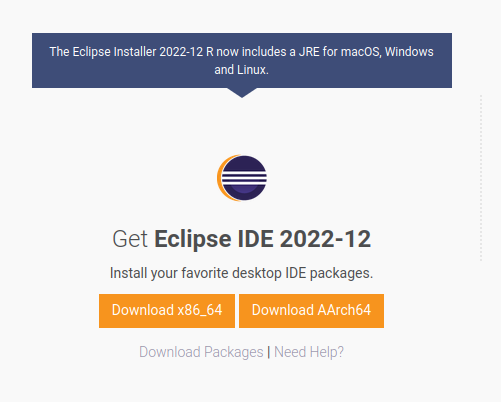 The Eclipse Installer 2022-12 R now includes a JRE for macOS, Windows
and Linux.
Get Eclipse IDE 2022-12
Install your favorite desktop IDE packages.
Download x86_64 Download AArch64
Download Packages | Need Help?